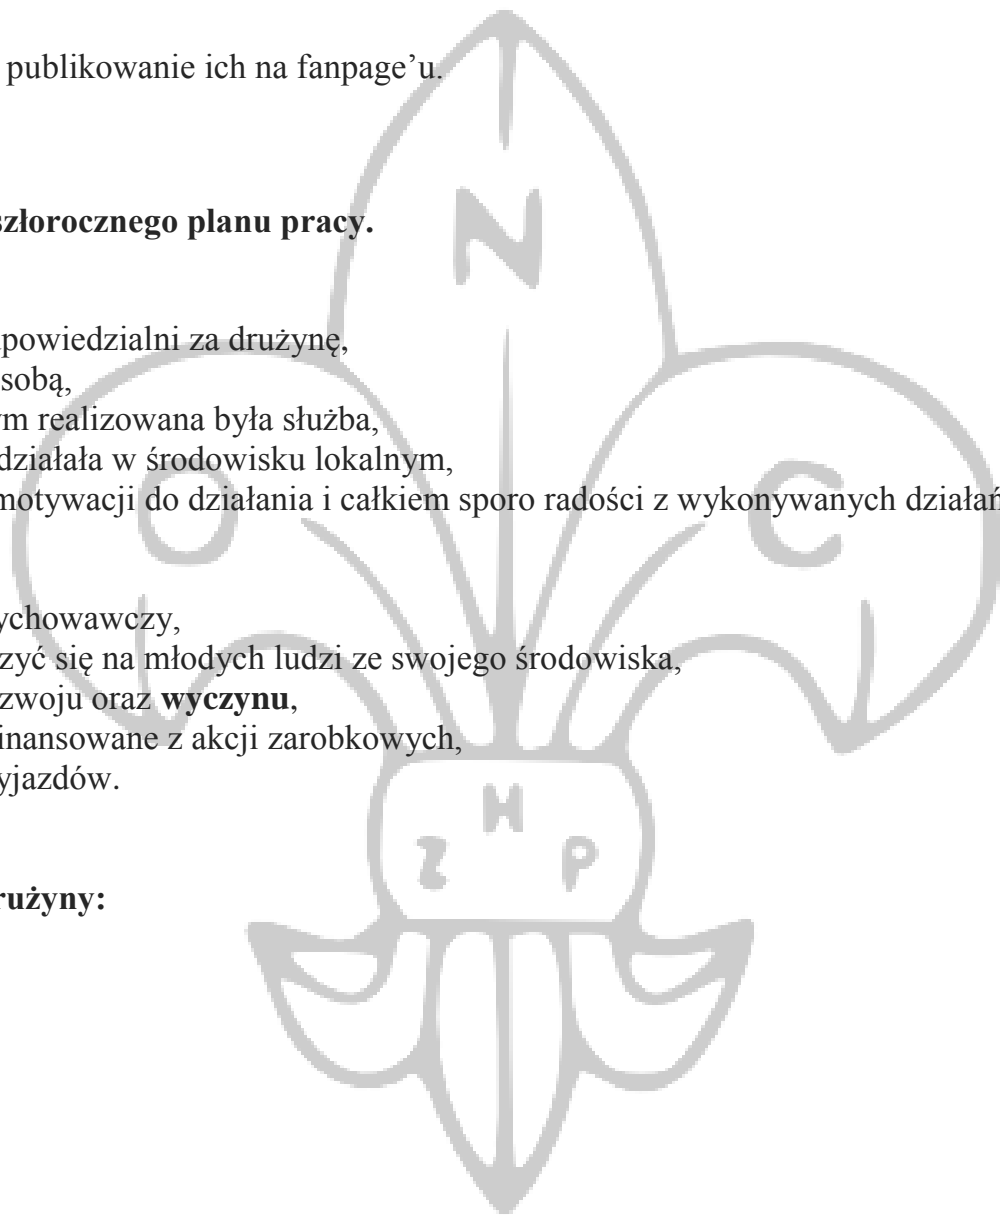 publikowanie ich na fanpage’u.
N
szłorocznego planu pracy.
powiedzialni za drużynę,
sobą,
ym realizowana była służba,
działała w środowisku lokalnym,
motywacji do działania i całkiem sporo radości z wykonywanych działań
O C
ychowawczy,
zyć się na młodych ludzi ze swojego środowiska,
zwoju oraz wyczynu,
inansowane z akcji zarobkowych,
yjazdów.
Z H P
rużyny: